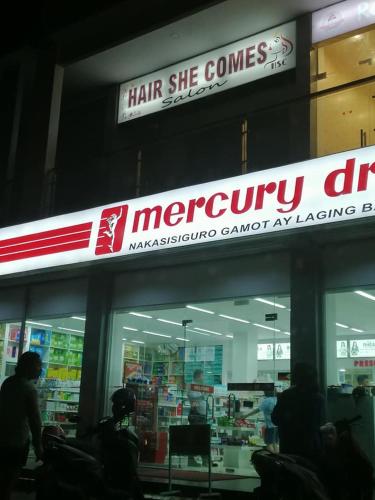 HAIR SHE COMES
Salon
HSC
mercury dr
NAKASISIGURO GAMOT AY LAGING BA